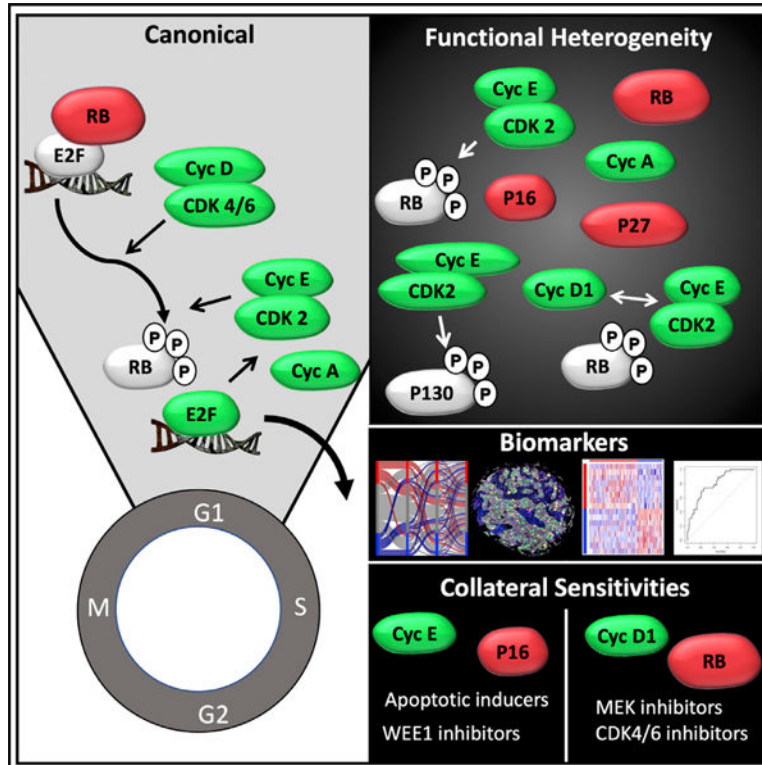 Canonical
RB
E2F
Cyc D
CDK 4/6
Cyc E
CDK 2
P
P
P
RB
Cyc A
E2F
G1
M
S
G2
Functional Heterogeneity
Cyc E
CDK 2
RB
P
P
P
RB
Cyc A
P16
P27
Cyc E
CDK2
Cyc D1
Cyc E
CDK2
P
P
P
P130
P
P
P
RB
Biomarkers
Collateral Sensitivities
Cyc E
P16
Apoptotic inducers
WEE1 inhibitors
Cyc D1
RB
MEK inhibitors
CDK4/6 inhibitors